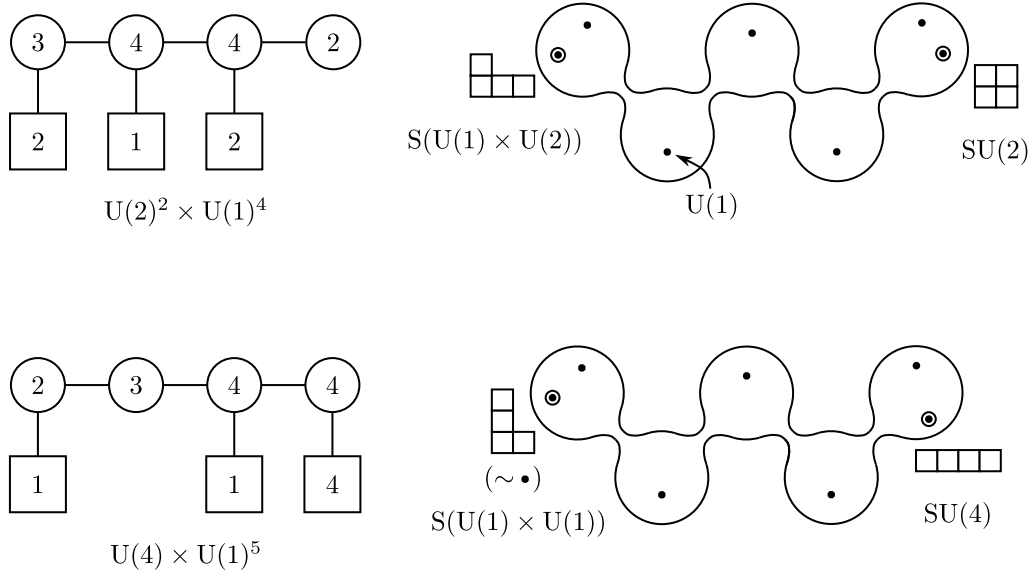 3 4 4 2
2 1 2
U(2)² × U(1)⁴
S(U(1) × U(2))
SU(2)
U(1)
2 3 4 4
1 1 4
U(4) × U(1)⁵
(∼ •)
S(U(1) × U(1))
SU(4)